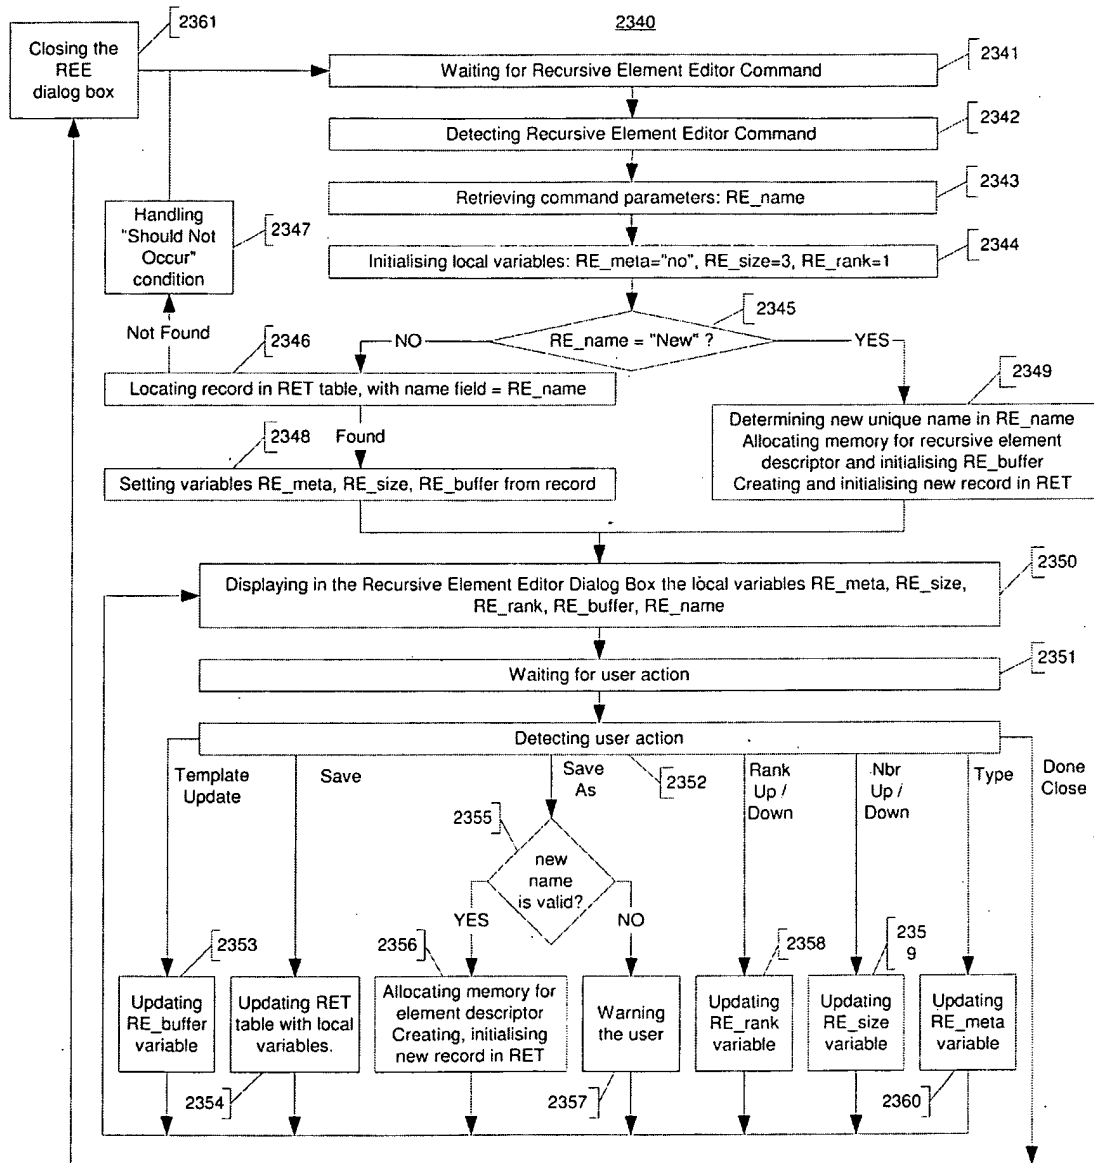 2340
2361
Closing the
REE
dialog box
2341
Waiting for Recursive Element Editor Command
2342
Detecting Recursive Element Editor Command
2343
Retrieving command parameters: RE_name
2344
Initialising local variables: RE_meta="no", RE_size=3, RE_rank=1
Handling
"Should Not
Occur"
condition
2347
2345
RE_name = "New" ?
NO
YES
Not Found
2346
Locating record in RET table, with name field = RE_name
2349
Determining new unique name in RE_name
Allocating memory for recursive element
descriptor and initialising RE_buffer
Creating and initialising new record in RET
2348
Found
Setting variables RE_meta, RE_size, RE_buffer from record
2350
Displaying in the Recursive Element Editor Dialog Box the local variables RE_meta, RE_size,
RE_rank, RE_buffer, RE_name
2351
Waiting for user action
Detecting user action
2352
Template
Update
Save
Save
As
Rank
Up /
Down
Nbr
Up /
Down
Type
Done
Close
2355
new
name
is valid?
YES
NO
2353
2356
2358
235
9
Updating
RE_buffer
variable
Updating RET
table with local
variables.
Allocating memory for
element descriptor
Creating, initialising
new record in RET
Warning
the user
Updating
RE_rank
variable
Updating
RE_size
variable
Updating
RE_meta
variable
2354
2357
2360